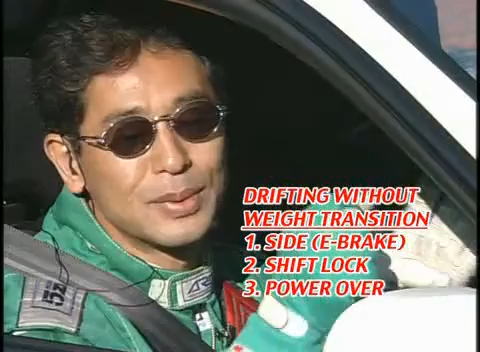 DRIFTING WITHOUT
WEIGHT TRANSITION
1. SIDE (E-BRAKE)
2. SHIFT LOCK
3. POWER OVER